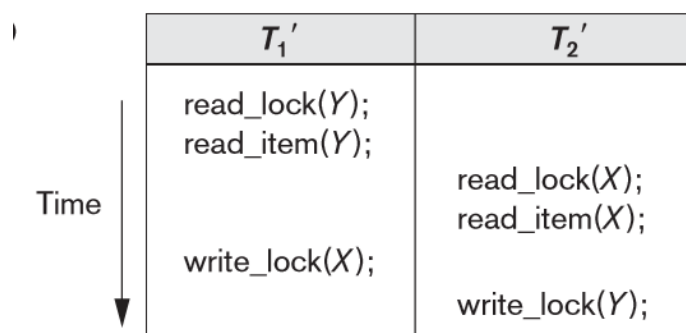 T₁′ T₂′
read_lock(Y);
read_item(Y);
read_lock(X);
Time
read_item(X);
write_lock(X);
write_lock(Y);